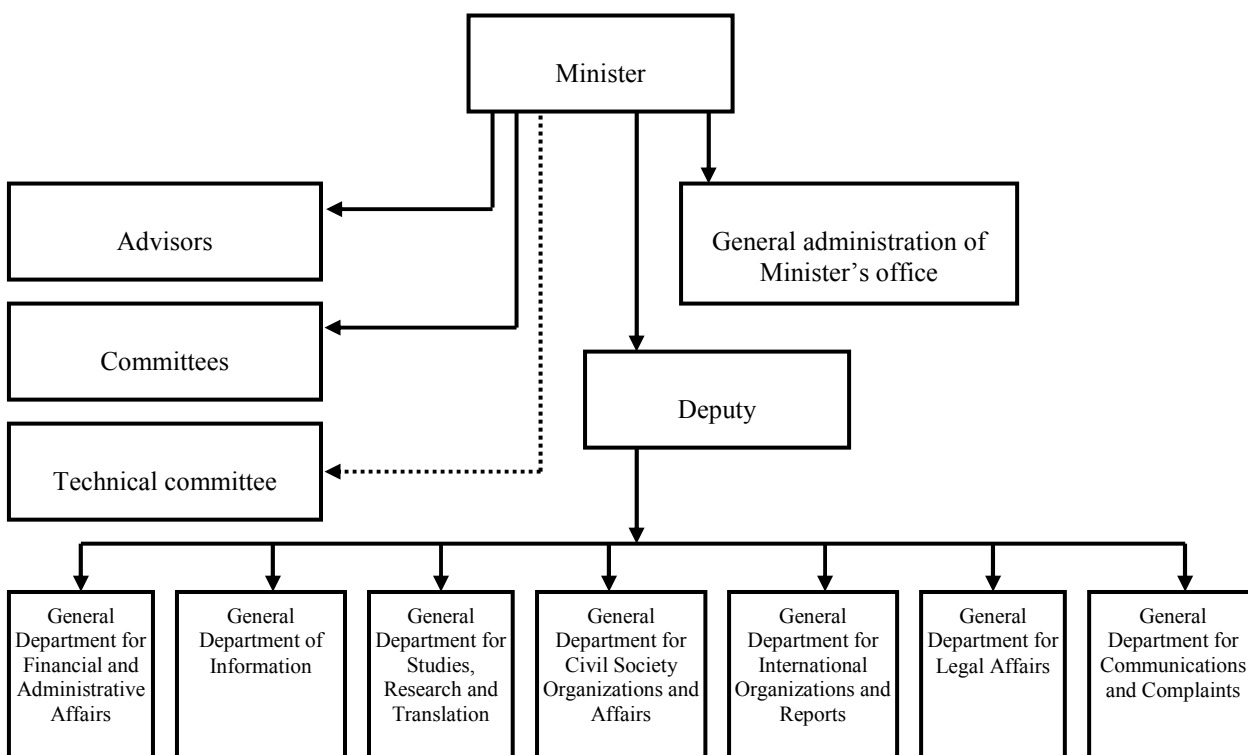 Minister
Advisors
General administration of
Minister’s office
Committees
Deputy
Technical committee
General
Department for
Financial and
Administrative
Affairs
General
Department of
Information
General
Department for
Studies,
Research and
Translation
General
Department for
Civil Society
Organizations and
Affairs
General
Department for
International
Organizations and
Reports
General
Department for
Legal Affairs
General
Department for
Communications
and Complaints